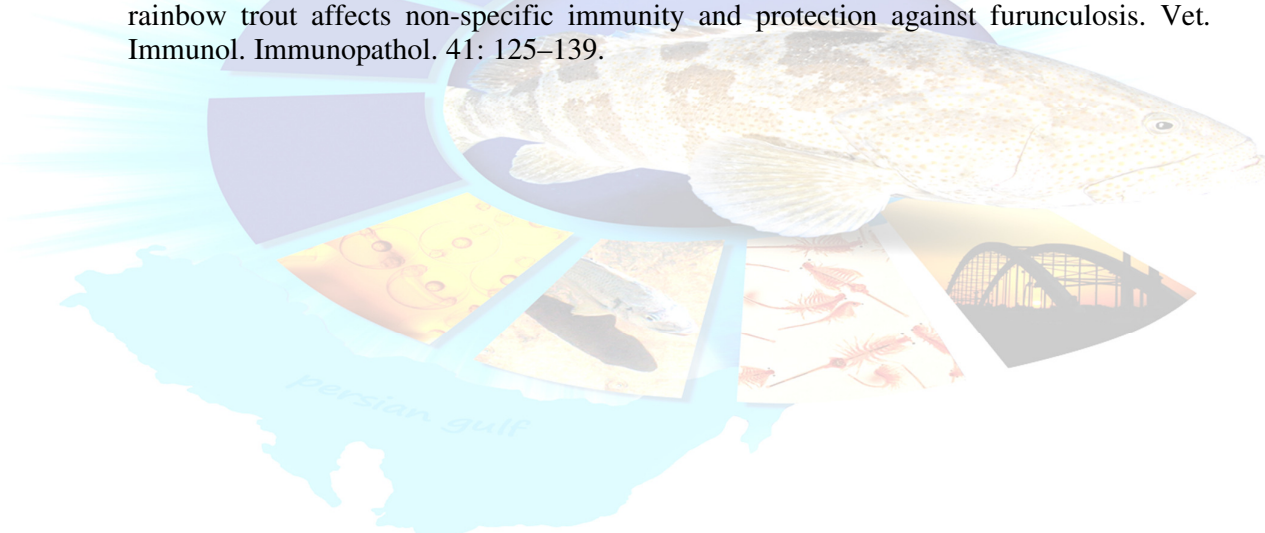 rainbow trout affects non-specific immunity and protection against furunculosis. Vet.
Immunol. Immunopathol. 41: 125–139.
persian gulf